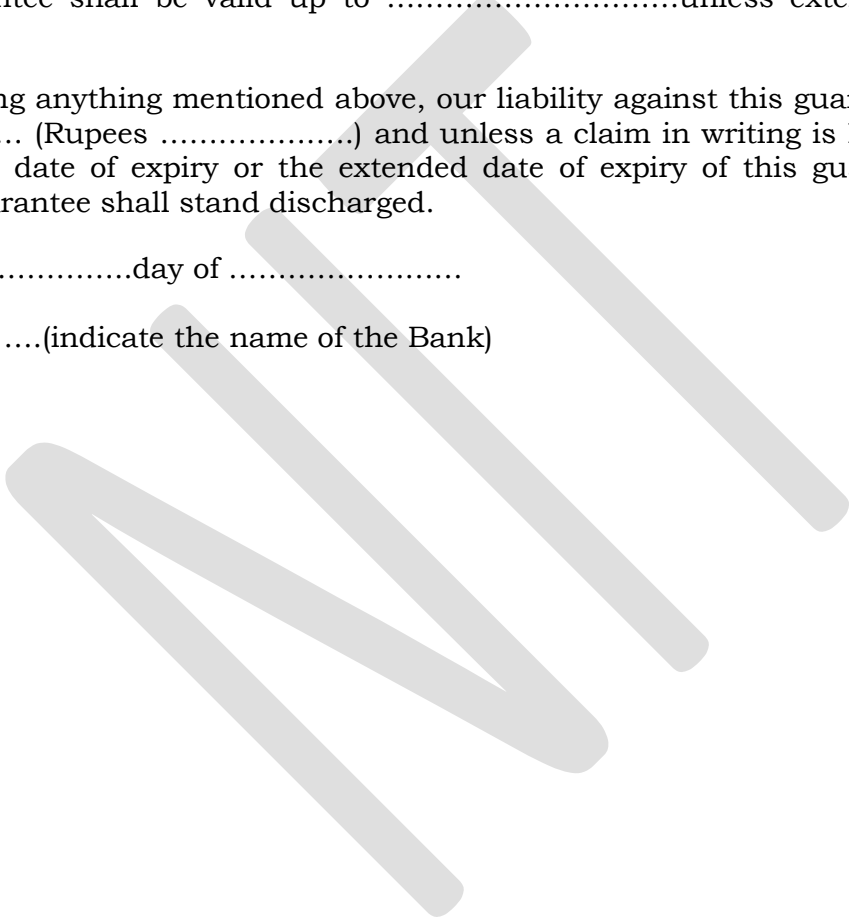 ntee shall be valid up to …………………………unless exte
ng anything mentioned above, our liability against this guar
… (Rupees ………………..) and unless a claim in writing is
date of expiry or the extended date of expiry of this gu
rantee shall stand discharged.
……………day of ……………………
….(indicate the name of the Bank)
NIT